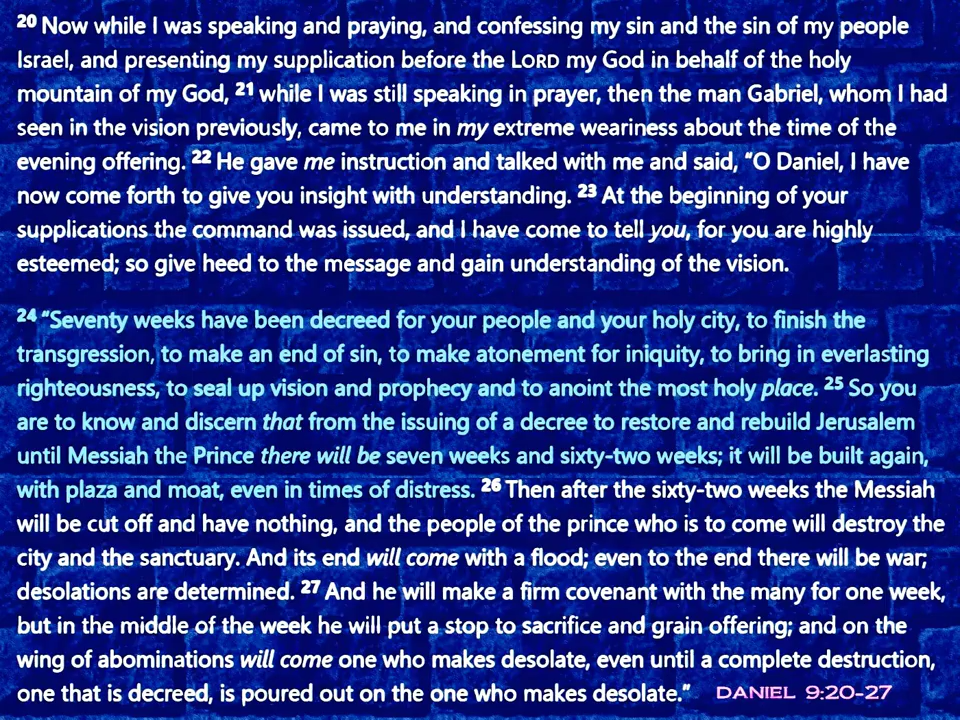 20 Now while I was speaking and praying, and confessing my sin and the sin of my people
Israel, and presenting my supplication before the LORD my God in behalf of the holy
mountain of my God, 21 while I was still speaking in prayer, then the man Gabriel, whom I had
seen in the vision previously, came to me in my extreme weariness about the time of the
evening offering. 22 He gave me instruction and talked with me and said, “O Daniel, I have
now come forth to give you insight with understanding. 23 At the beginning of your
supplications the command was issued, and I have come to tell you, for you are highly
esteemed; so give heed to the message and gain understanding of the vision.
24 “Seventy weeks have been decreed for your people and your holy city, to finish the
transgression, to make an end of sin, to make atonement for iniquity, to bring in everlasting
righteousness, to seal up vision and prophecy and to anoint the most holy place. 25 So you
are to know and discern that from the issuing of a decree to restore and rebuild Jerusalem
until Messiah the Prince there will be seven weeks and sixty-two weeks; it will be built again,
with plaza and moat, even in times of distress. 26 Then after the sixty-two weeks the Messiah
will be cut off and have nothing, and the people of the prince who is to come will destroy the
city and the sanctuary. And its end will come with a flood; even to the end there will be war;
desolations are determined. 27 And he will make a firm covenant with the many for one week,
but in the middle of the week he will put a stop to sacrifice and grain offering; and on the
wing of abominations will come one who makes desolate, even until a complete destruction,
one that is decreed, is poured out on the one who makes desolate.” DANIEL 9:20-27